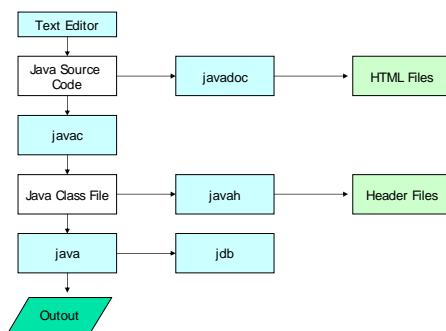 Text Editor
Java Source
Code
javadoc
HTML Files
javac
Java Class File
javah
Header Files
java
jdb
Outout